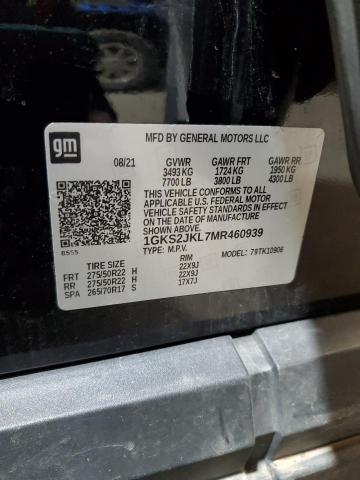 gm
MFD BY GENERAL MOTORS LLC
08/21 GVWR GAWR FRT GAWR RR
3493 KG 1724 KG 1950 KG
7700 LB 3800 LB 4300 LB
THIS VEHICLE CONFORMS TO ALL
APPLICABLE U.S. FEDERAL MOTOR
VEHICLE SAFETY STANDARDS IN EFFECT
ON THE DATE OF MANUFACTURE
SHOWN ABOVE.
1GKS2JKL7MR460939
TYPE: M.P.V. MODEL: 79TK10906
B555
TIRE SIZE RIM
FRT 275/50R22 H 22X9J
RR 275/50R22 H 22X9J
SPA 265/70R17 S 17X7J